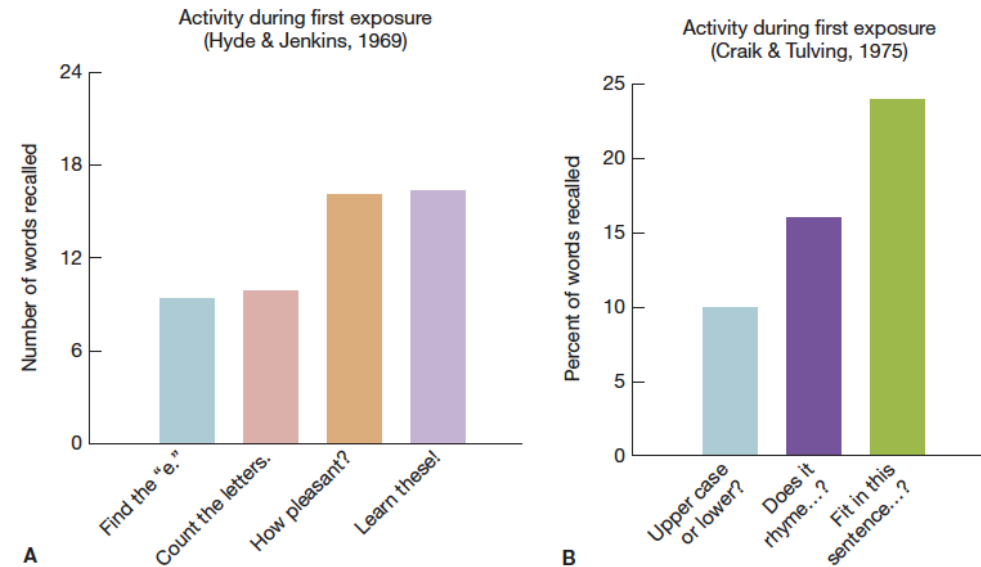 Activity during first exposure
(Hyde & Jenkins, 1969)
24
18
12
6
0
Number of words recalled
Find the “e.”
Count the letters.
How pleasant?
Learn these!
A
Activity during first exposure
(Craik & Tulving, 1975)
25
20
15
10
5
0
Percent of words recalled
Upper case
or lower?
Does it
rhyme...?
Fit in this
sentence...?
B